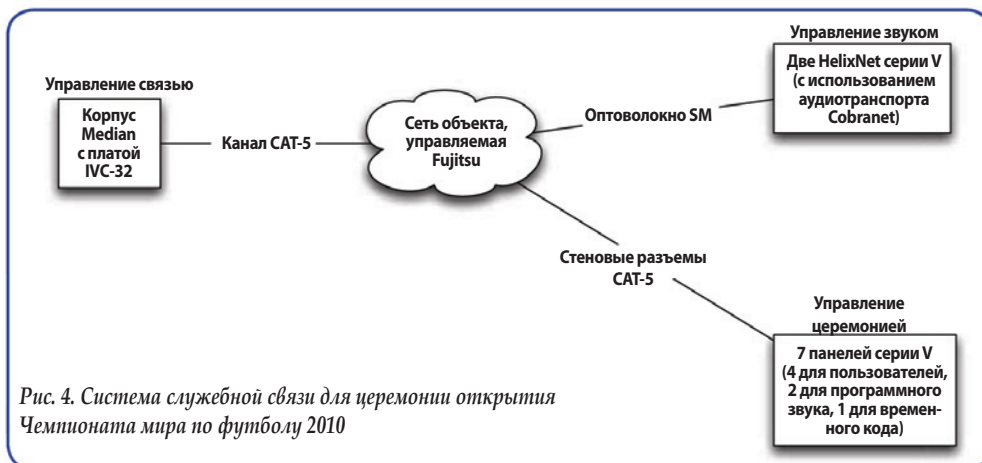 Управление связью
Корпус
Median
с платой
IVC-32
Канал CAT-5
Сеть объекта,
управляемая
Fujitsu
Оптоволокно SM
Управление звуком
Две HelixNet серии V
(с использованием
аудиотранспорта
Cobranet)
Стеновые разъемы
CAT-5
Управление
церемонией
7 панелей серии V
(4 для пользователей,
2 для программного
звука, 1 для времен-
ного кода)
Рис. 4. Система служебной связи для церемонии открытия
Чемпионата мира по футболу 2010